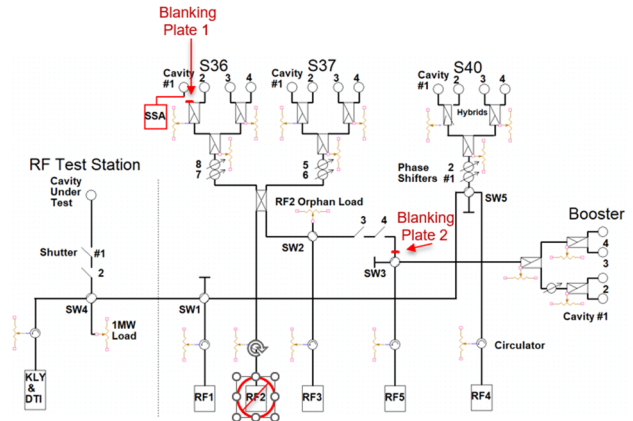 Blanking
Plate 1
S36
S37
S40
Cavity
#1
2
3
4
Cavity
#1
2
3
4
Cavity
#1
2
3
4
SSA
Hybrids
RF Test Station
Cavity
Under
Test
8
7
5
6
Phase
Shifters
2
#1
SW5
RF2 Orphan Load
3
4
Blanking
Plate 2
Booster
Shutter
#1
2
SW2
SW3
4
3
2
Cavity #1
SW4
1MW
Load
SW1
Circulator
KLY
&
DTI
RF1
RF2
RF3
RF5
RF4